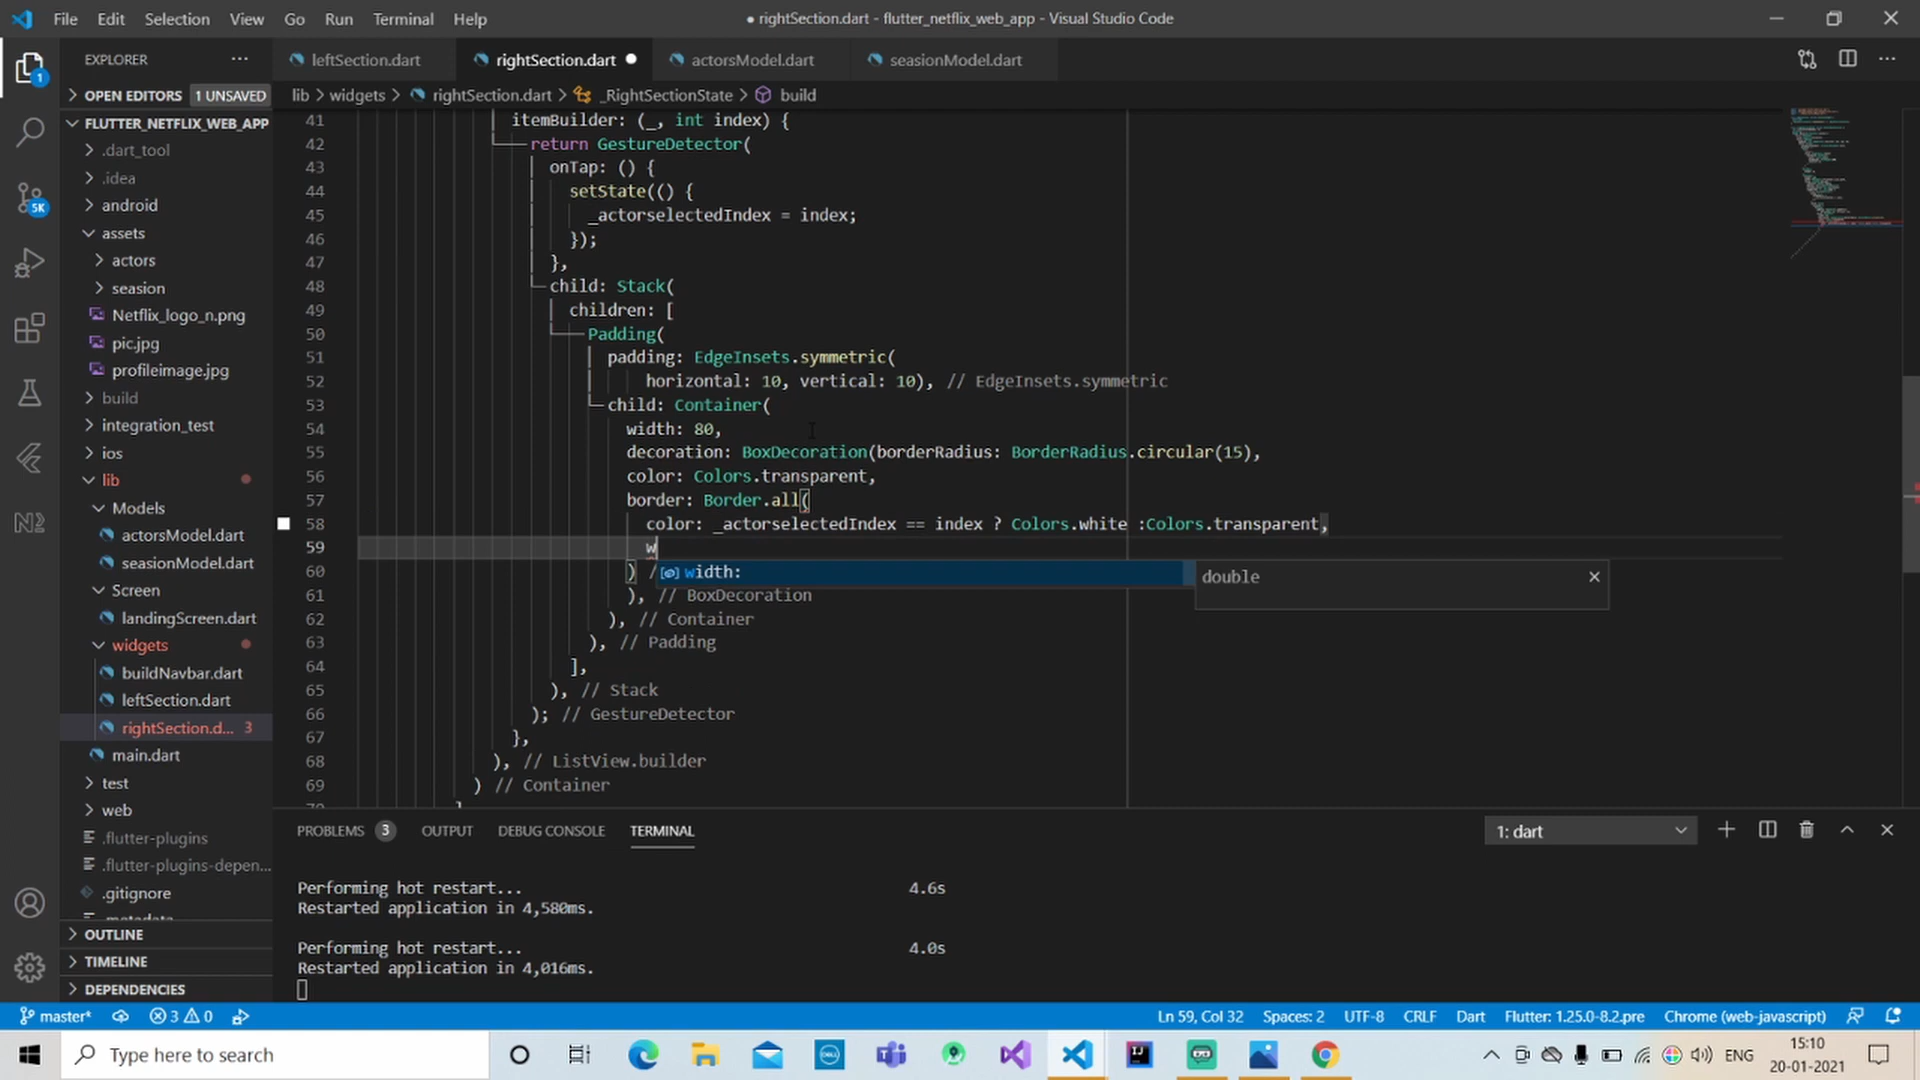 File Edit Selection View Go Run Terminal Help
● rightSection.dart - flutter_netflix_web_app - Visual Studio Code
EXPLORER
leftSection.dart
rightSection.dart
actorsModel.dart
seasionModel.dart
OPEN EDITORS 1 UNSAVED
lib > widgets > rightSection.dart > _RightSectionState > build
FLUTTER_NETFLIX_WEB_APP
.dart_tool
.idea
android
assets
actors
seasion
Netflix_logo_n.png
pic.jpg
profileimage.jpg
build
integration_test
ios
lib
Models
actorsModel.dart
seasionModel.dart
Screen
landingScreen.dart
widgets
buildNavbar.dart
leftSection.dart
rightSection.d... 3
main.dart
test
web
.flutter-plugins
.flutter-plugins-depen...
.gitignore
OUTLINE
TIMELINE
DEPENDENCIES
41 itemBuilder: (_, int index) {
42 return GestureDetector(
43 onTap: () {
44 setState(() {
45 _actorselectedIndex = index;
46 });
47 },
48 child: Stack(
49 children: [
50 Padding(
51 padding: EdgeInsets.symmetric(
52 horizontal: 10, vertical: 10), // EdgeInsets.symmetric
53 child: Container(
54 width: 80,
55 decoration: BoxDecoration(borderRadius: BorderRadius.circular(15),
56 color: Colors.transparent,
57 border: Border.all(
58 color: _actorselectedIndex == index ? Colors.white :Colors.transparent,
59 w
width:
double
60 ) /
61 ), // BoxDecoration
62 ), // Container
63 ), // Padding
64 ],
65 ), // Stack
66 ); // GestureDetector
67 },
68 ), // ListView.builder
69 ) // Container
PROBLEMS 3 OUTPUT DEBUG CONSOLE TERMINAL
1: dart
Performing hot restart... 4.6s
Restarted application in 4,580ms.
Performing hot restart... 4.0s
Restarted application in 4,016ms.
1
5K
N2
master* 3 0
Ln 59, Col 32 Spaces: 2 UTF-8 CRLF Dart Flutter: 1.25.0-8.2.pre Chrome (web-javascript)
Type here to search
DELL
IJ
ENG
15:10
20-01-2021